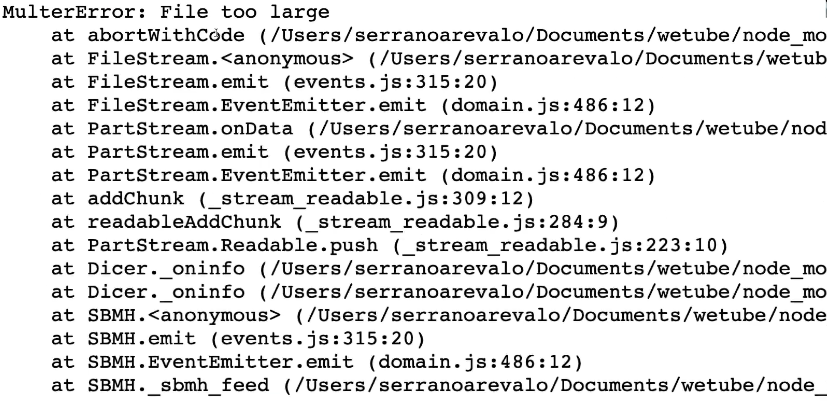 MulterError: File too large
at abortWithCode (/Users/serranoarevalo/Documents/wetube/node_mo
at FileStream.<anonymous> (/Users/serranoarevalo/Documents/wetub
at FileStream.emit (events.js:315:20)
at FileStream.EventEmitter.emit (domain.js:486:12)
at PartStream.onData (/Users/serranoarevalo/Documents/wetube/nod
at PartStream.emit (events.js:315:20)
at PartStream.EventEmitter.emit (domain.js:486:12)
at addChunk (_stream_readable.js:309:12)
at readableAddChunk (_stream_readable.js:284:9)
at PartStream.Readable.push (_stream_readable.js:223:10)
at Dicer._oninfo (/Users/serranoarevalo/Documents/wetube/node_mo
at Dicer._oninfo (/Users/serranoarevalo/Documents/wetube/node_mo
at SBMH.<anonymous> (/Users/serranoarevalo/Documents/wetube/node
at SBMH.emit (events.js:315:20)
at SBMH.EventEmitter.emit (domain.js:486:12)
at SBMH._sbmh_feed (/Users/serranoarevalo/Documents/wetube/node_